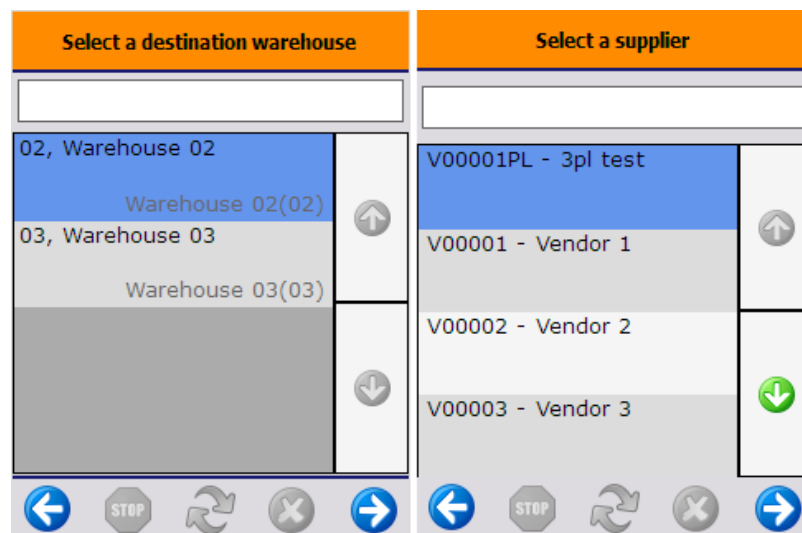 Select a destination warehouse
02, Warehouse 02
Warehouse 02(02)
03, Warehouse 03
Warehouse 03(03)
STOP
Select a supplier
V00001PL - 3pl test
V00001 - Vendor 1
V00002 - Vendor 2
V00003 - Vendor 3
STOP